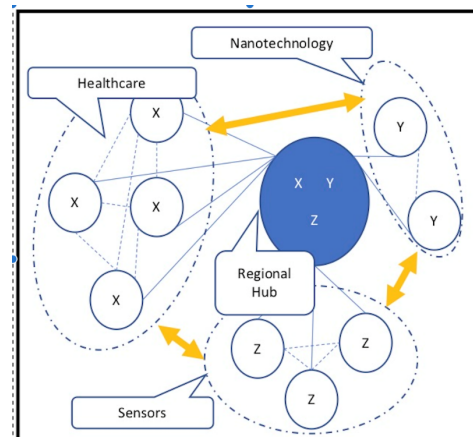 Nanotechnology
Healthcare
X
Y
X
X
X Y
Z
Y
Regional
Hub
X
Z
Z
Z
Sensors